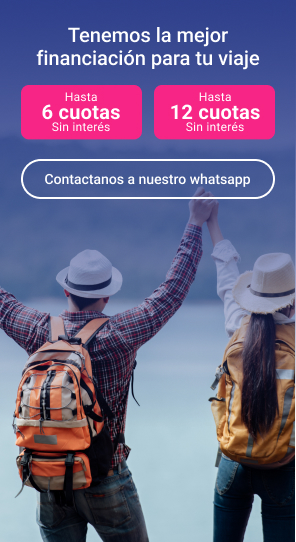 Tenemos la mejor
financiación para tu viaje
Hasta
6 cuotas
Sin interés
Hasta
12 cuotas
Sin interés
Contactanos a nuestro whatsapp